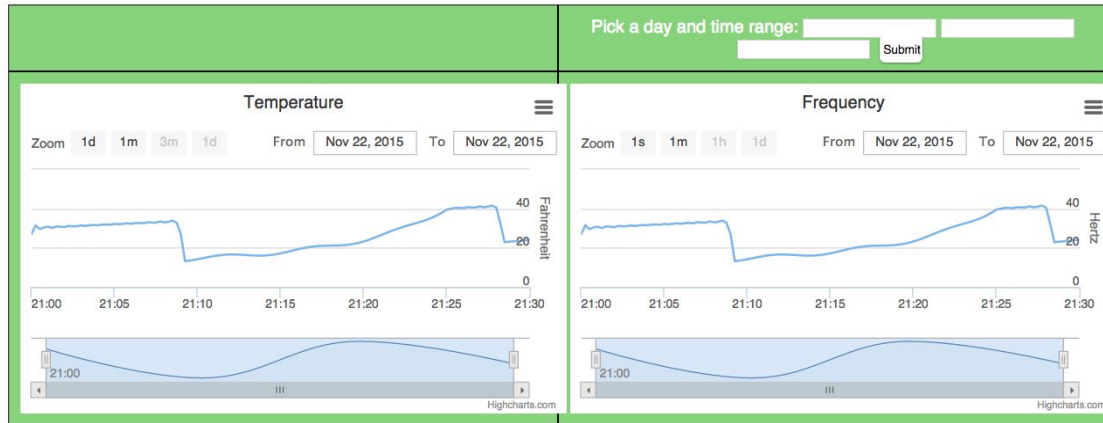 Pick a day and time range:
Submit
Temperature
Zoom 1d 1m 3m 1d From Nov 22, 2015 To Nov 22, 2015
40
20
0
Fahrenheit
21:00 21:05 21:10 21:15 21:20 21:25 21:30
21:00
Highcharts.com
Frequency
Zoom 1s 1m 1h 1d From Nov 22, 2015 To Nov 22, 2015
40
20
0
Hertz
21:00 21:05 21:10 21:15 21:20 21:25 21:30
21:00
Highcharts.com